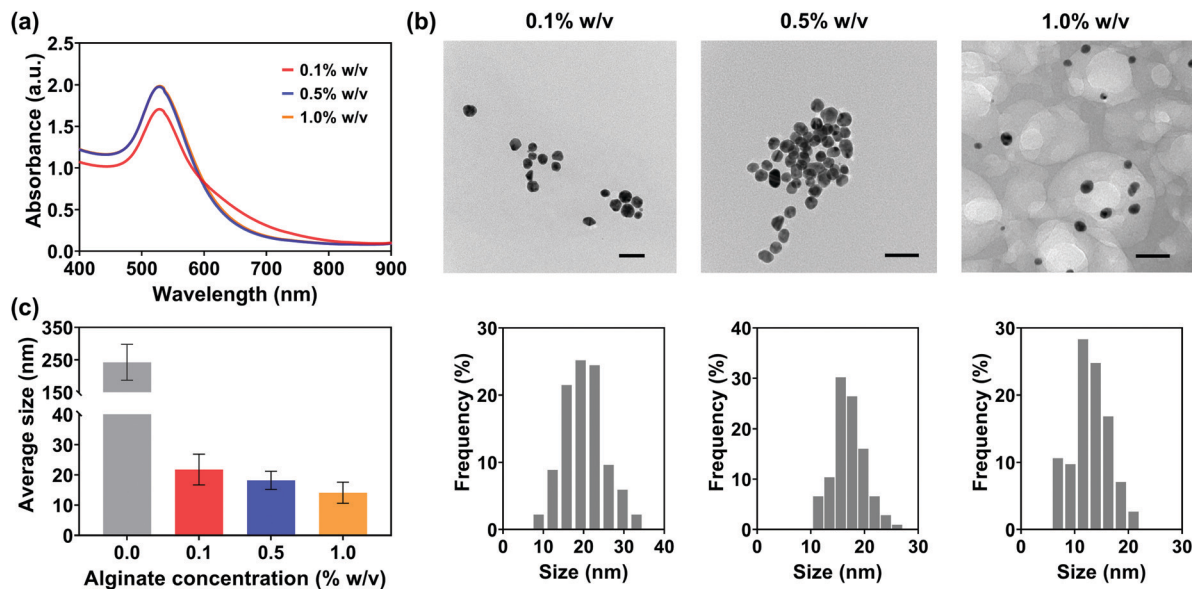 (a)
2.5
2.0
1.5
1.0
0.5
0.0
Absorbance (a.u.)
0.1% w/v
0.5% w/v
1.0% w/v
400 500 600 700 800 900
Wavelength (nm)
(b)
0.1% w/v 0.5% w/v 1.0% w/v
(c)
350
250
150
40
30
20
10
0
Average size (nm)
0.0 0.1 0.5 1.0
Alginate concentration (% w/v)
30
20
10
0
Frequency (%)
0 10 20 30 40
Size (nm)
40
30
20
10
0
Frequency (%)
0 10 20 30
Size (nm)
30
20
10
0
Frequency (%)
0 10 20 30
Size (nm)